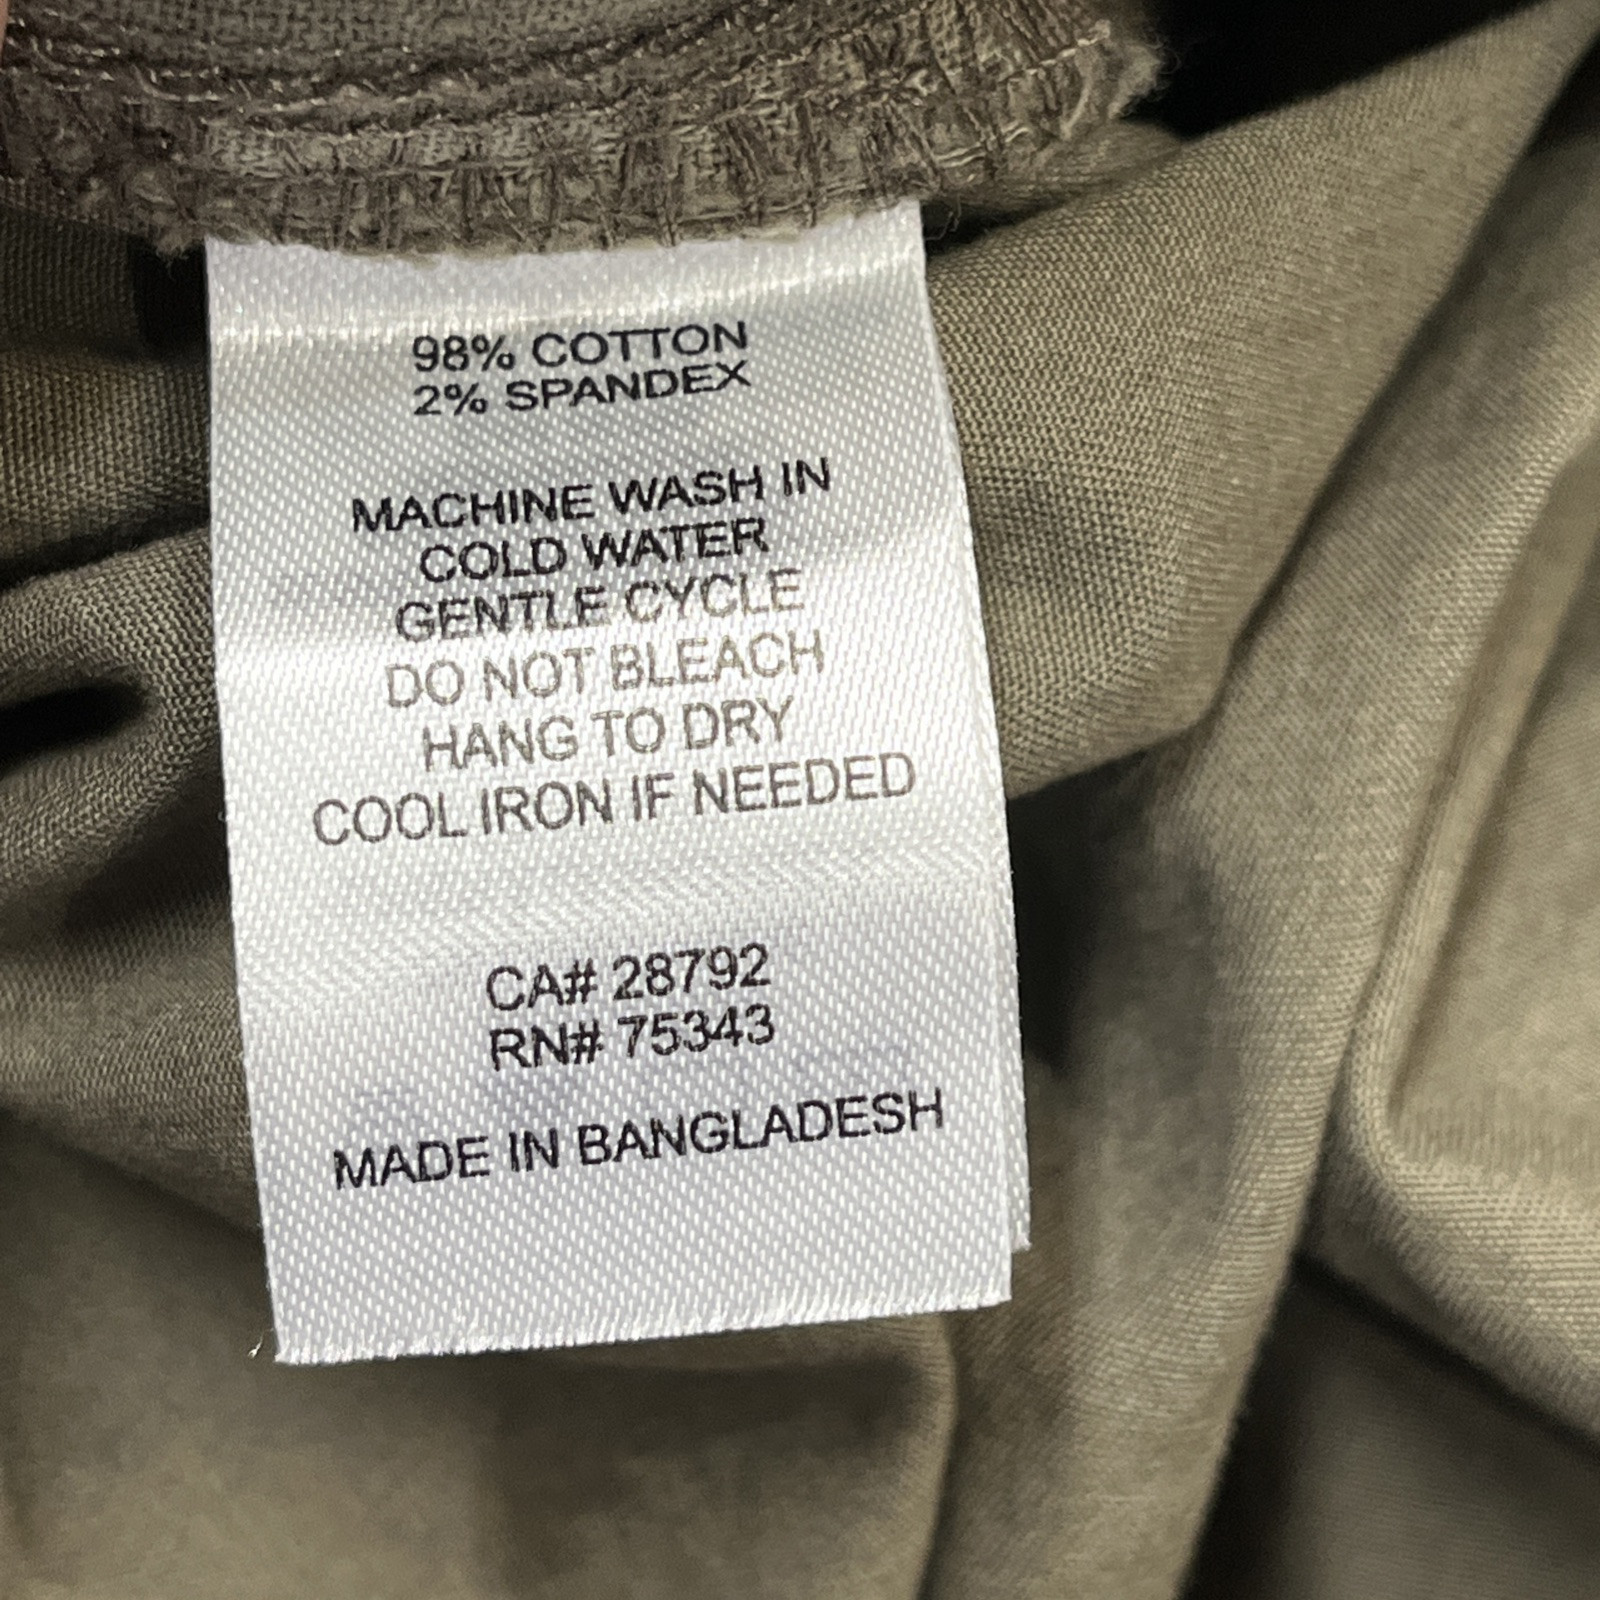 98% COTTON
2% SPANDEX
MACHINE WASH IN
COLD WATER
GENTLE CYCLE
DO NOT BLEACH
HANG TO DRY
COOL IRON IF NEEDED
CA# 28792
RN# 75343
MADE IN BANGLADESH